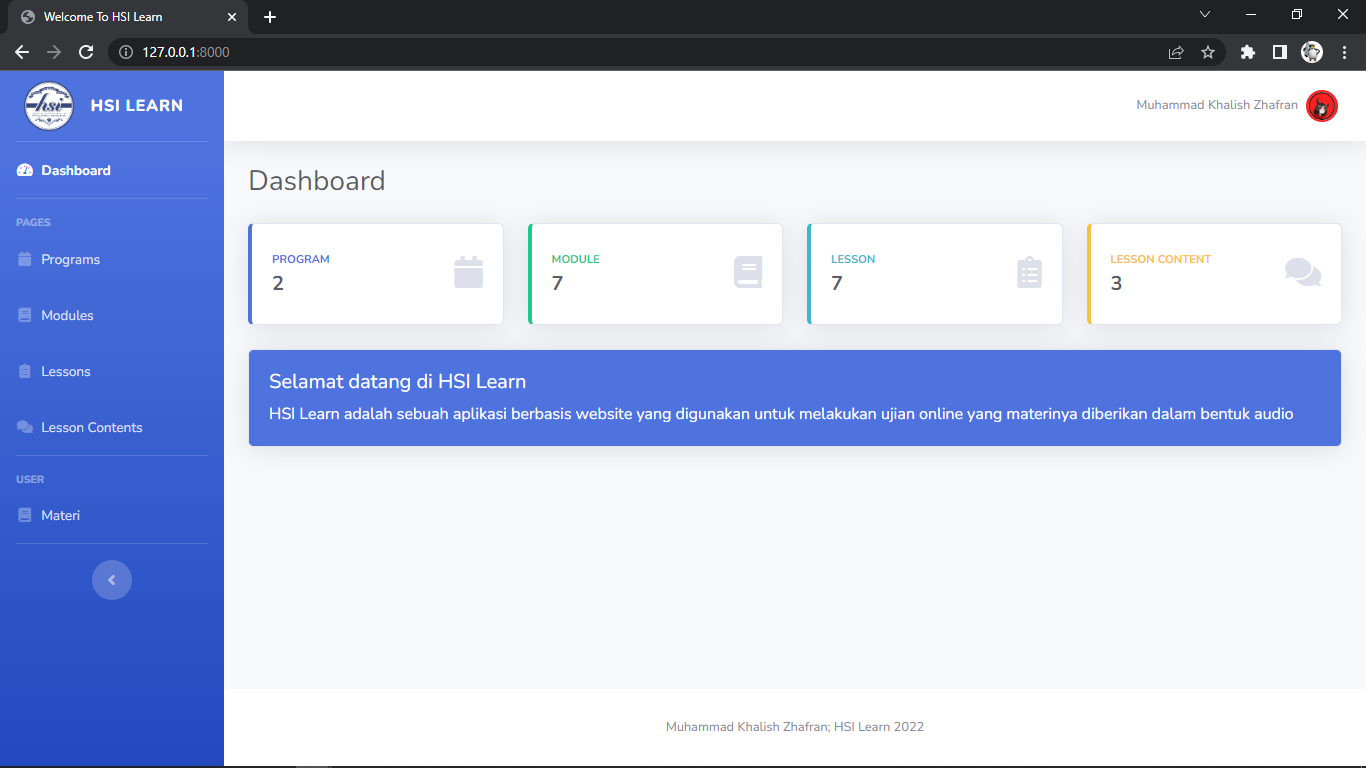 Welcome To HSI Learn
127.0.0.1:8000
hsi
HSI LEARN
Muhammad Khalish Zhafran
Dashboard
PAGES
Programs
Modules
Lessons
Lesson Contents
USER
Materi
Dashboard
PROGRAM
2
MODULE
7
LESSON
7
LESSON CONTENT
3
Selamat datang di HSI Learn
HSI Learn adalah sebuah aplikasi berbasis website yang digunakan untuk melakukan ujian online yang materinya diberikan dalam bentuk audio
Muhammad Khalish Zhafran; HSI Learn 2022